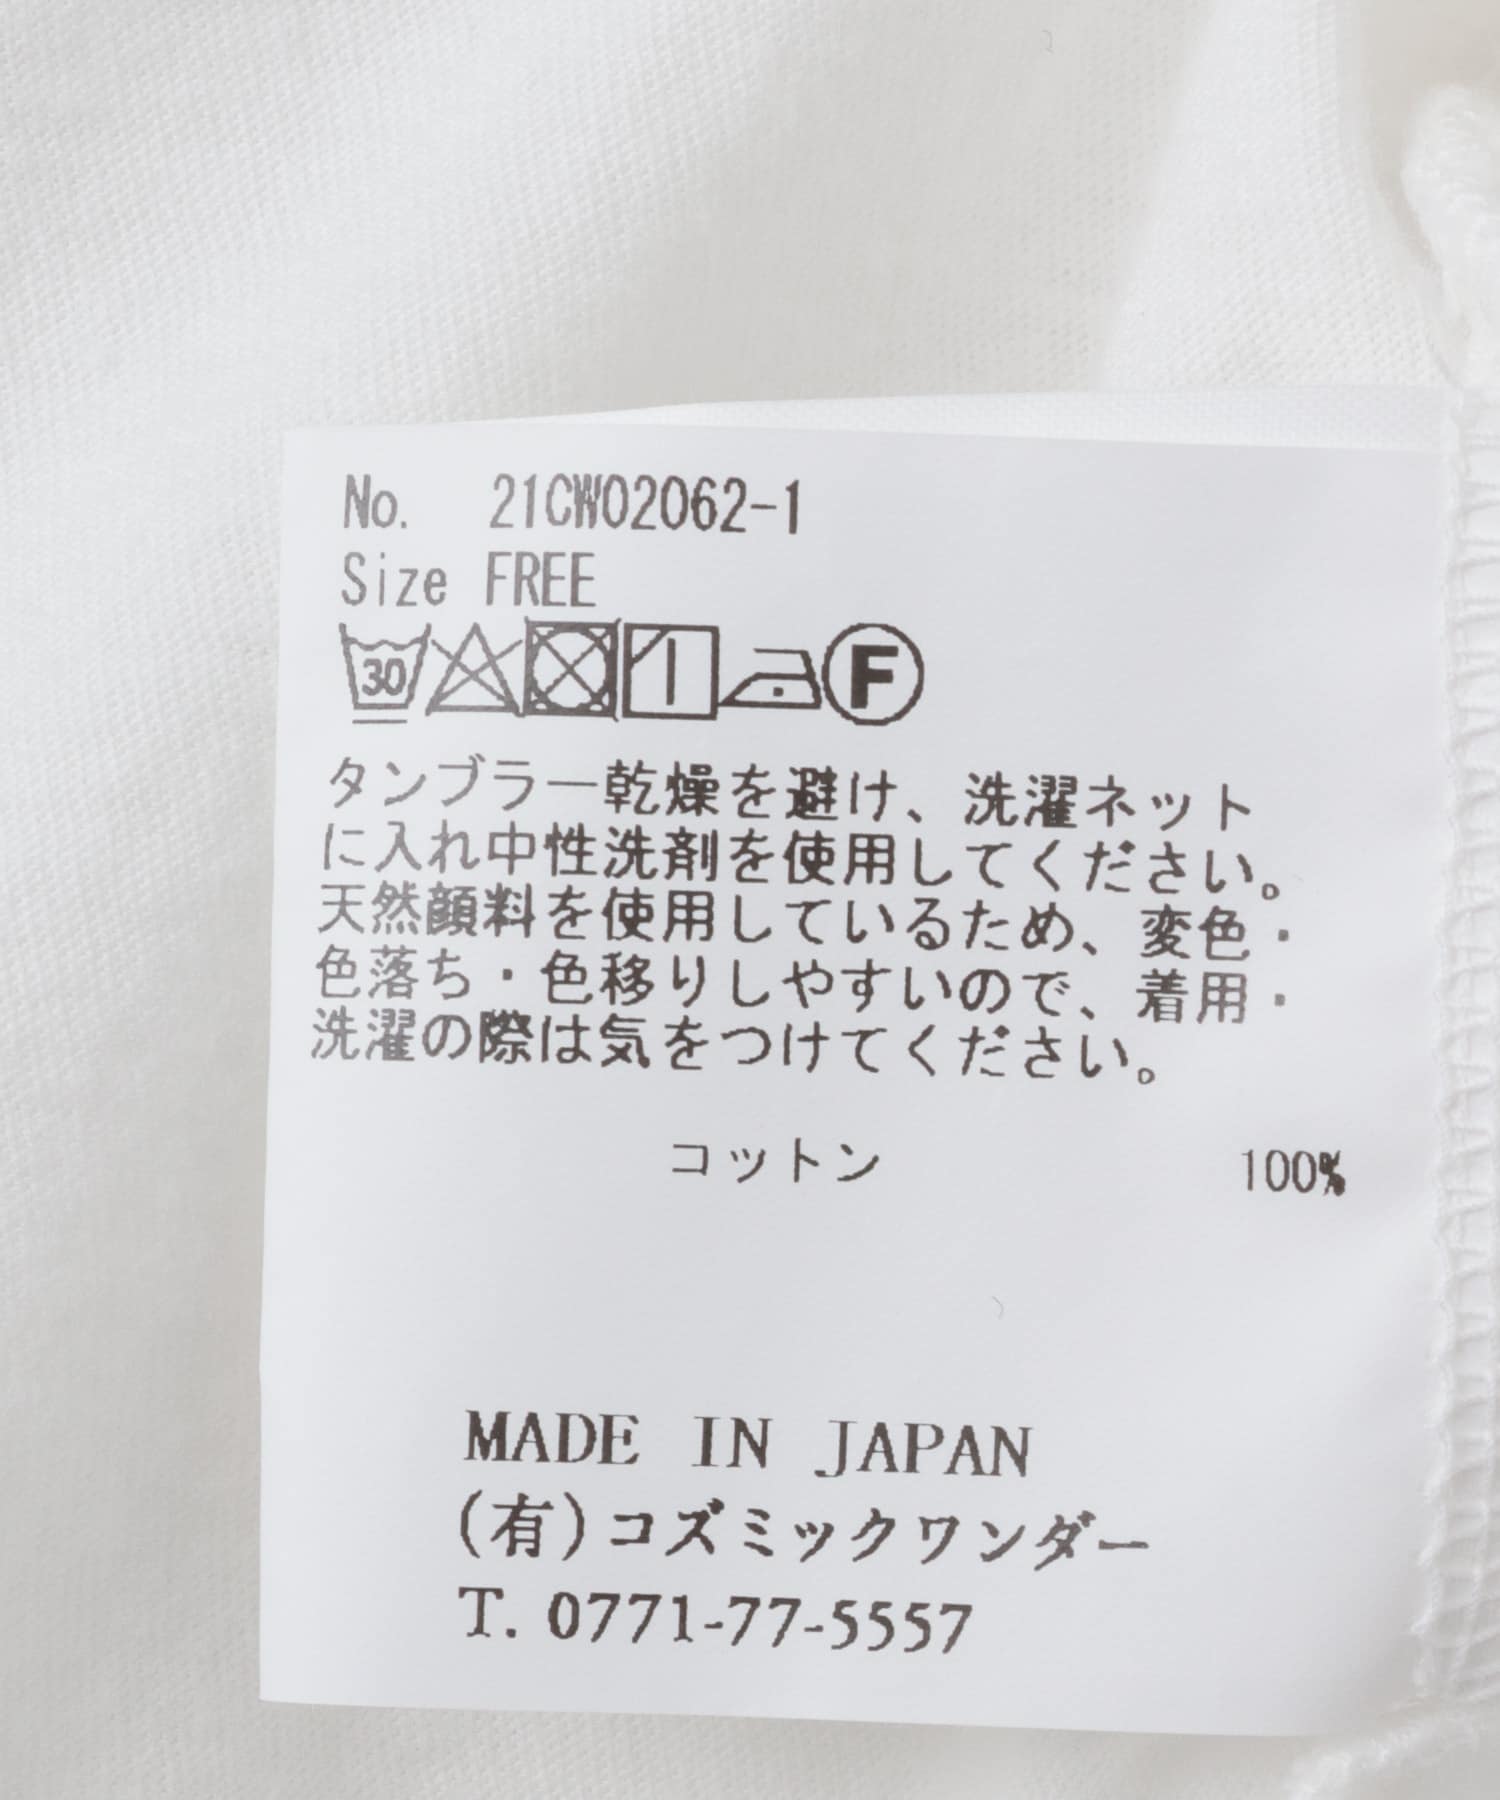 No. 21CW02062-1
Size FREE
30 F
タンブラー乾燥を避け、洗濯ネット
に入れ中性洗剤を使用してください。
天然顔料を使用しているため、変色・
色落ち・色移りしやすいので、着用・
洗濯の際は気をつけてください。
コットン 100%
MADE IN JAPAN
(有)コズミックワンダー
T. 0771-77-5557